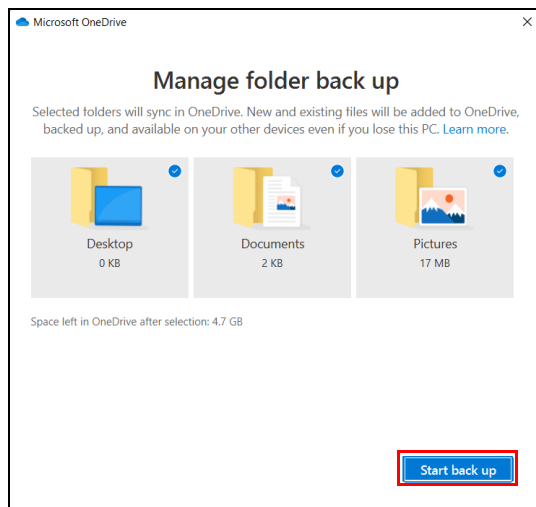 Microsoft OneDrive
Manage folder back up
Selected folders will sync in OneDrive. New and existing files will be added to OneDrive,
backed up, and available on your other devices even if you lose this PC. Learn more.
Desktop
0 KB
Documents
2 KB
Pictures
17 MB
Space left in OneDrive after selection: 4.7 GB
Start back up